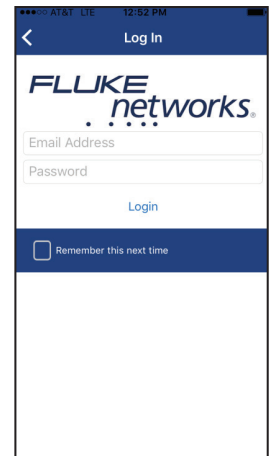 AT&T LTE 12:52 PM
Log In
FLUKE
networks®
Email Address
Password
Login
Remember this next time